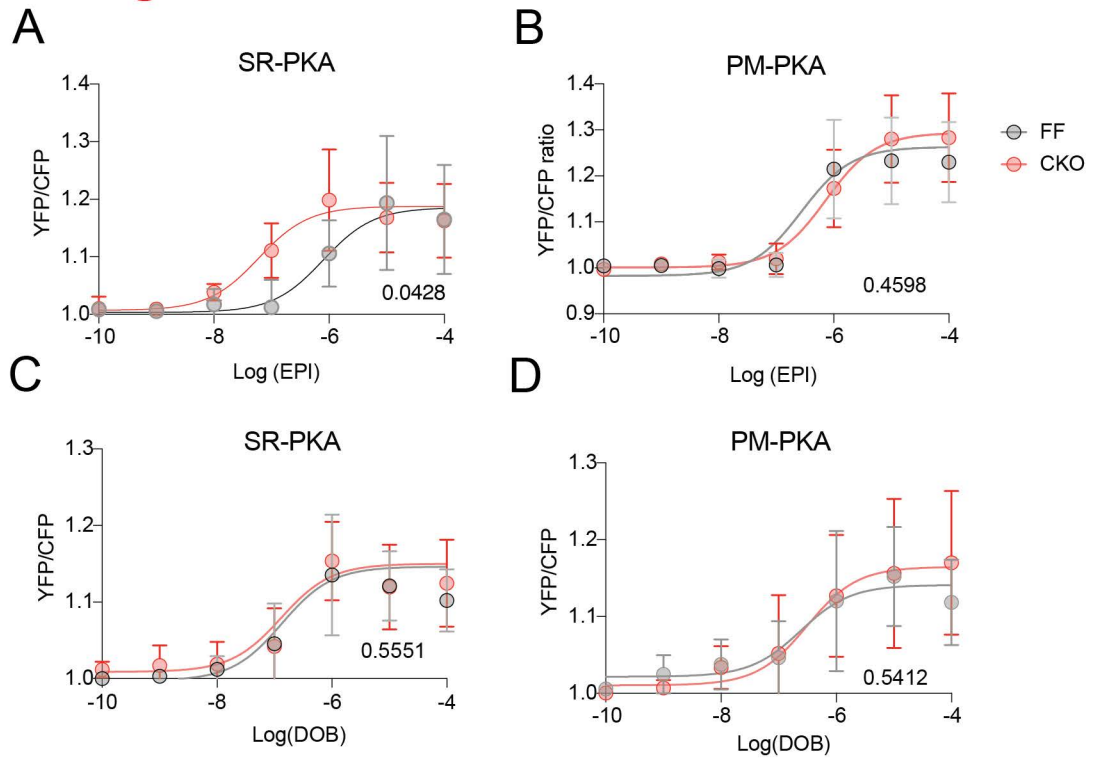 A
SR-PKA
1.4
1.3
1.2
1.1
1.0
YFP/CFP
0.0428
-10
-8
-6
-4
Log (EPI)
B
PM-PKA
1.4
1.3
1.2
1.1
1.0
0.9
YFP/CFP ratio
0.4598
-10
-8
-6
-4
Log (EPI)
FF
CKO
C
SR-PKA
1.3
1.2
1.1
1.0
YFP/CFP
0.5551
-10
-8
-6
-4
Log(DOB)
D
PM-PKA
1.3
1.2
1.1
1.0
YFP/CFP
0.5412
-10
-8
-6
-4
Log(DOB)